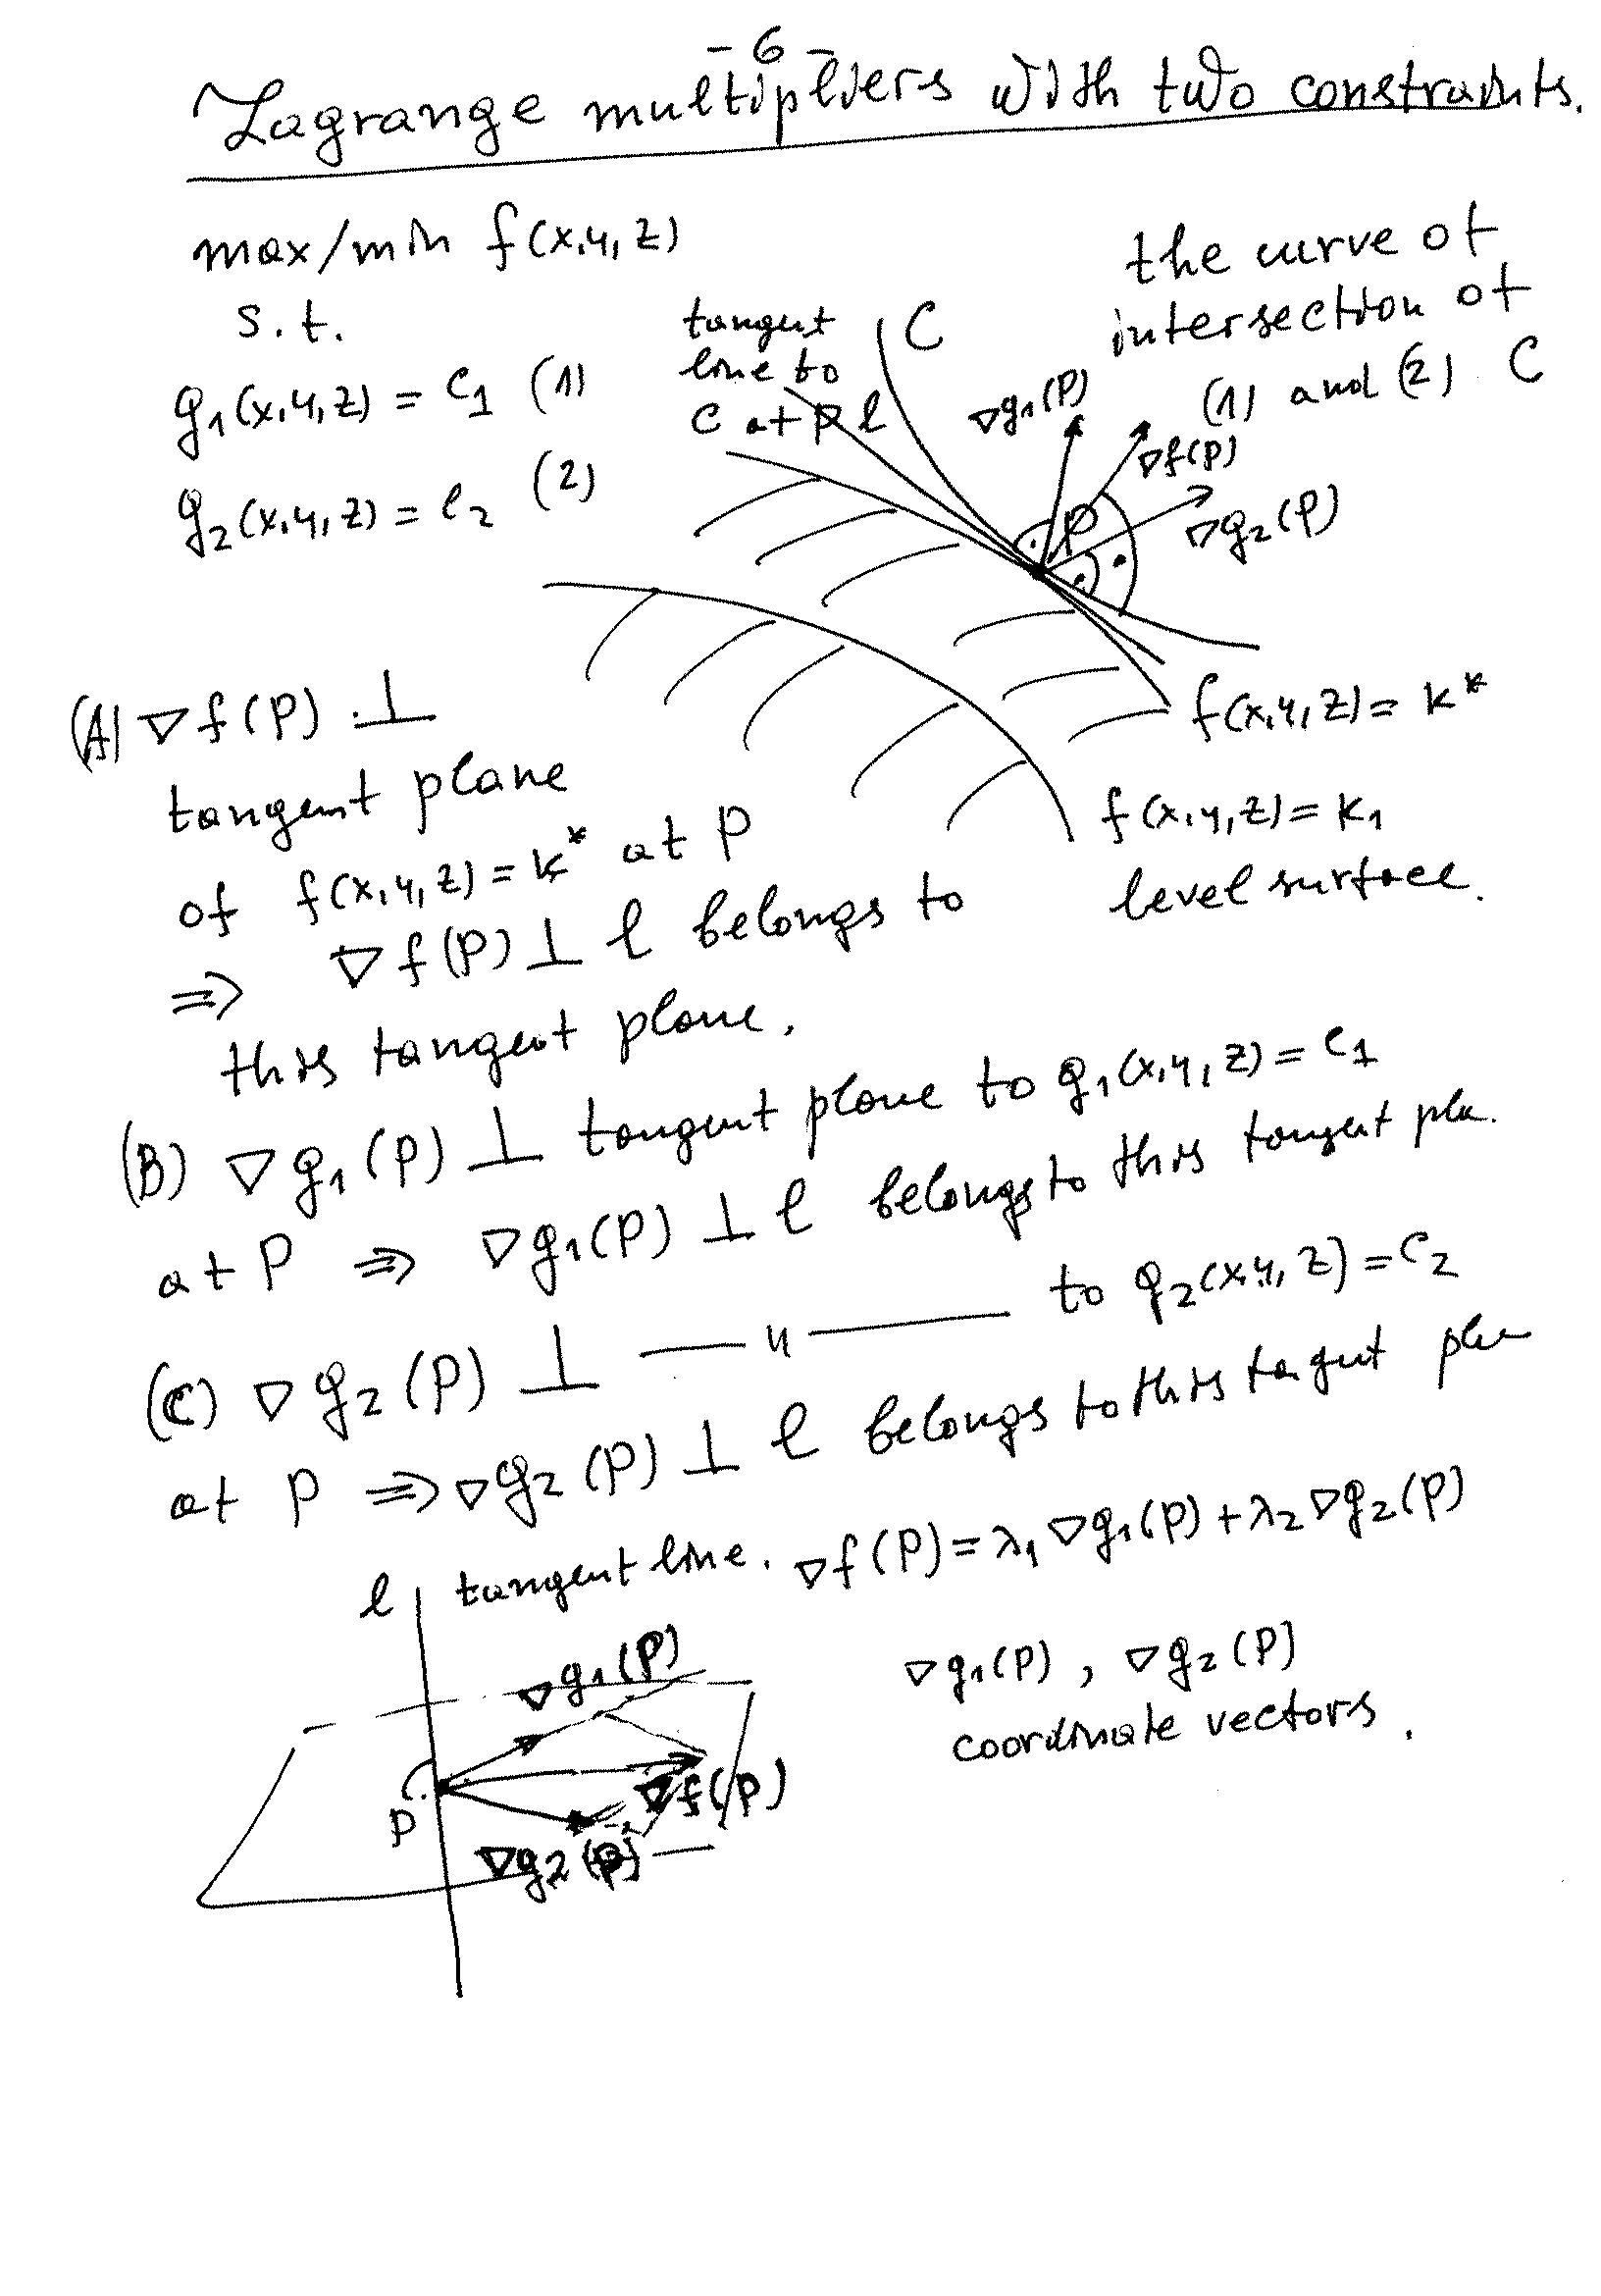 - 6 -
Lagrange multipliers with two constraints.
max/min f(x,y,z)
s.t.
g₁(x,y,z) = c₁ (1)
g₂(x,y,z) = c₂ (2)
tangent
line to
C at P l
C
the curve of
intersection of
(1) and (2) C
∇g₁(P)
∇f(P)
∇g₂(P)
P
f(x,y,z) = k*
f(x,y,z) = k₁
level surface.
(A) ∇f(P) ⊥
tangent plane
of f(x,y,z) = k* at P
⇒ ∇f(P) ⊥ l belongs to
this tangent plane.
(B) ∇g₁(P) ⊥ tangent plane to g₁(x,y,z) = c₁
at P ⇒ ∇g₁(P) ⊥ l belongs to this tangent pla.
(C) ∇g₂(P) ⊥ —— " —— to g₂(x,y,z) = c₂
at P ⇒ ∇g₂(P) ⊥ l belongs to this tagent plan
l tangent line. ∇f(P) = λ₁∇g₁(P) + λ₂∇g₂(P)
∇g₁(P)
∇f(P)
P
∇g₂(P)
∇g₁(P), ∇g₂(P)
coordinate vectors.